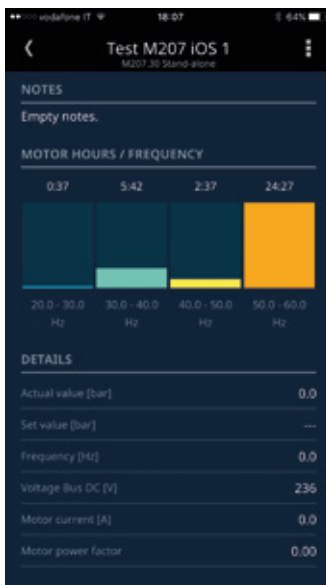 vodafone IT 18:07 64%
Test M207 iOS 1
M207.30 Stand-alone
NOTES
Empty notes.
MOTOR HOURS / FREQUENCY
0:37 5:42 2:37 24:27
20.0 - 30.0 30.0 - 40.0 40.0 - 50.0 50.0 - 60.0
Hz Hz Hz Hz
DETAILS
Actual value [bar] 0.0
Set value [bar] ---
Frequency [Hz] 0.0
Voltage Bus DC [V] 236
Motor current [A] 0.0
Motor power factor 0.00